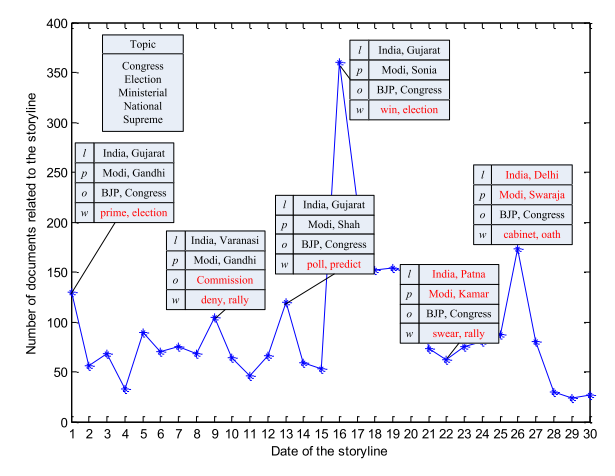 Number of documents related to the storyline
400
350
300
250
200
150
100
50
0
Topic
Congress
Election
Ministerial
National
Supreme
l India, Gujarat
p Modi, Gandhi
o BJP, Congress
w prime, election
l India, Varanasi
p Modi, Gandhi
o Commission
w deny, rally
l India, Gujarat
p Modi, Shah
o BJP, Congress
w poll, predict
l India, Gujarat
p Modi, Sonia
o BJP, Congress
w win, election
l India, Patna
p Modi, Kamar
o BJP, Congress
w swear, rally
l India, Delhi
p Modi, Swaraja
o BJP, Congress
w cabinet, oath
1 2 3 4 5 6 7 8 9 10 11 12 13 14 15 16 17 18 19 20 21 22 23 24 25 26 27 28 29 30
Date of the storyline